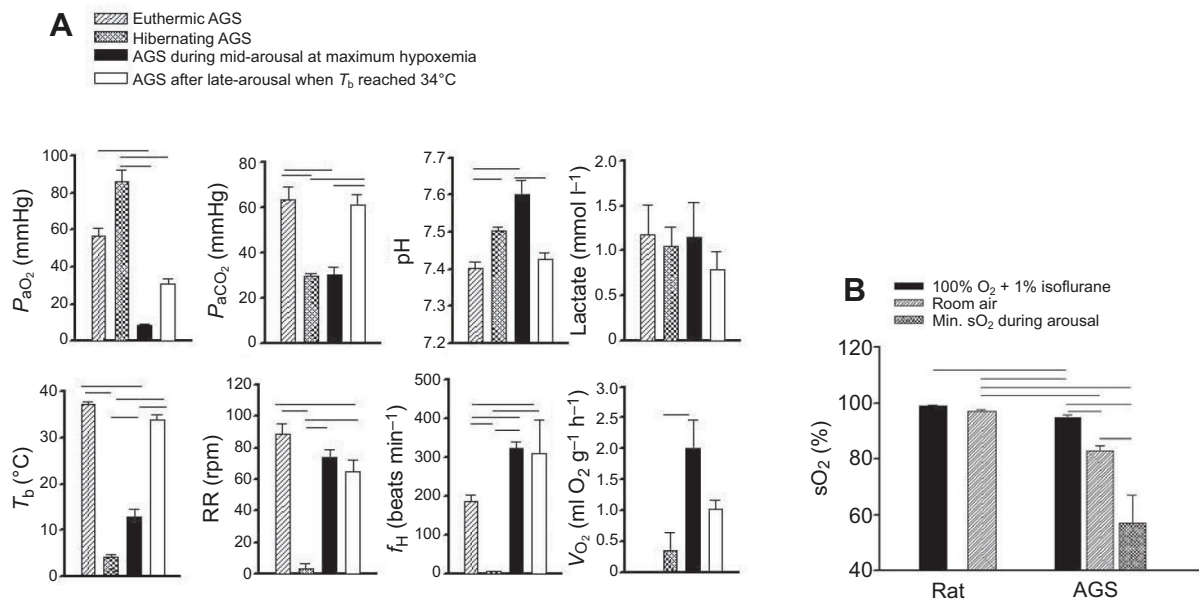 A
Euthermic AGS
Hibernating AGS
AGS during mid-arousal at maximum hypoxemia
AGS after late-arousal when Tb reached 34°C
PaO2 (mmHg)
100
80
60
40
20
0
PaCO2 (mmHg)
80
60
40
20
0
pH
7.7
7.6
7.5
7.4
7.3
7.2
Lactate (mmol l–1)
2.0
1.5
1.0
0.5
0
Tb (°C)
40
30
20
10
0
RR (rpm)
120
100
80
60
40
20
0
fH (beats min–1)
500
400
300
200
100
0
VO2 (ml O2 g–1 h–1)
3.0
2.5
2.0
1.5
1.0
0.5
0
B
100% O2 + 1% isoflurane
Room air
Min. sO2 during arousal
sO2 (%)
120
100
80
60
40
Rat
AGS